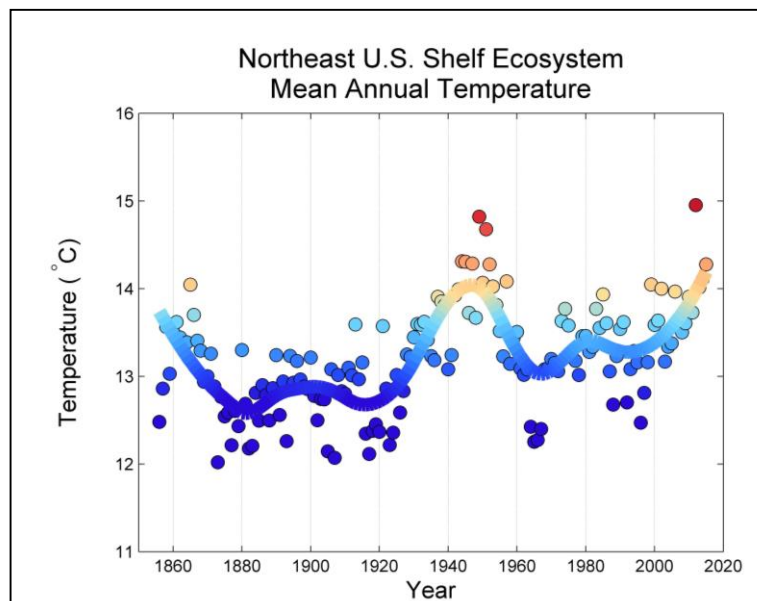 Northeast U.S. Shelf Ecosystem
Mean Annual Temperature
16
15
14
13
12
11
Temperature (°C)
1860 1880 1900 1920 1940 1960 1980 2000 2020
Year